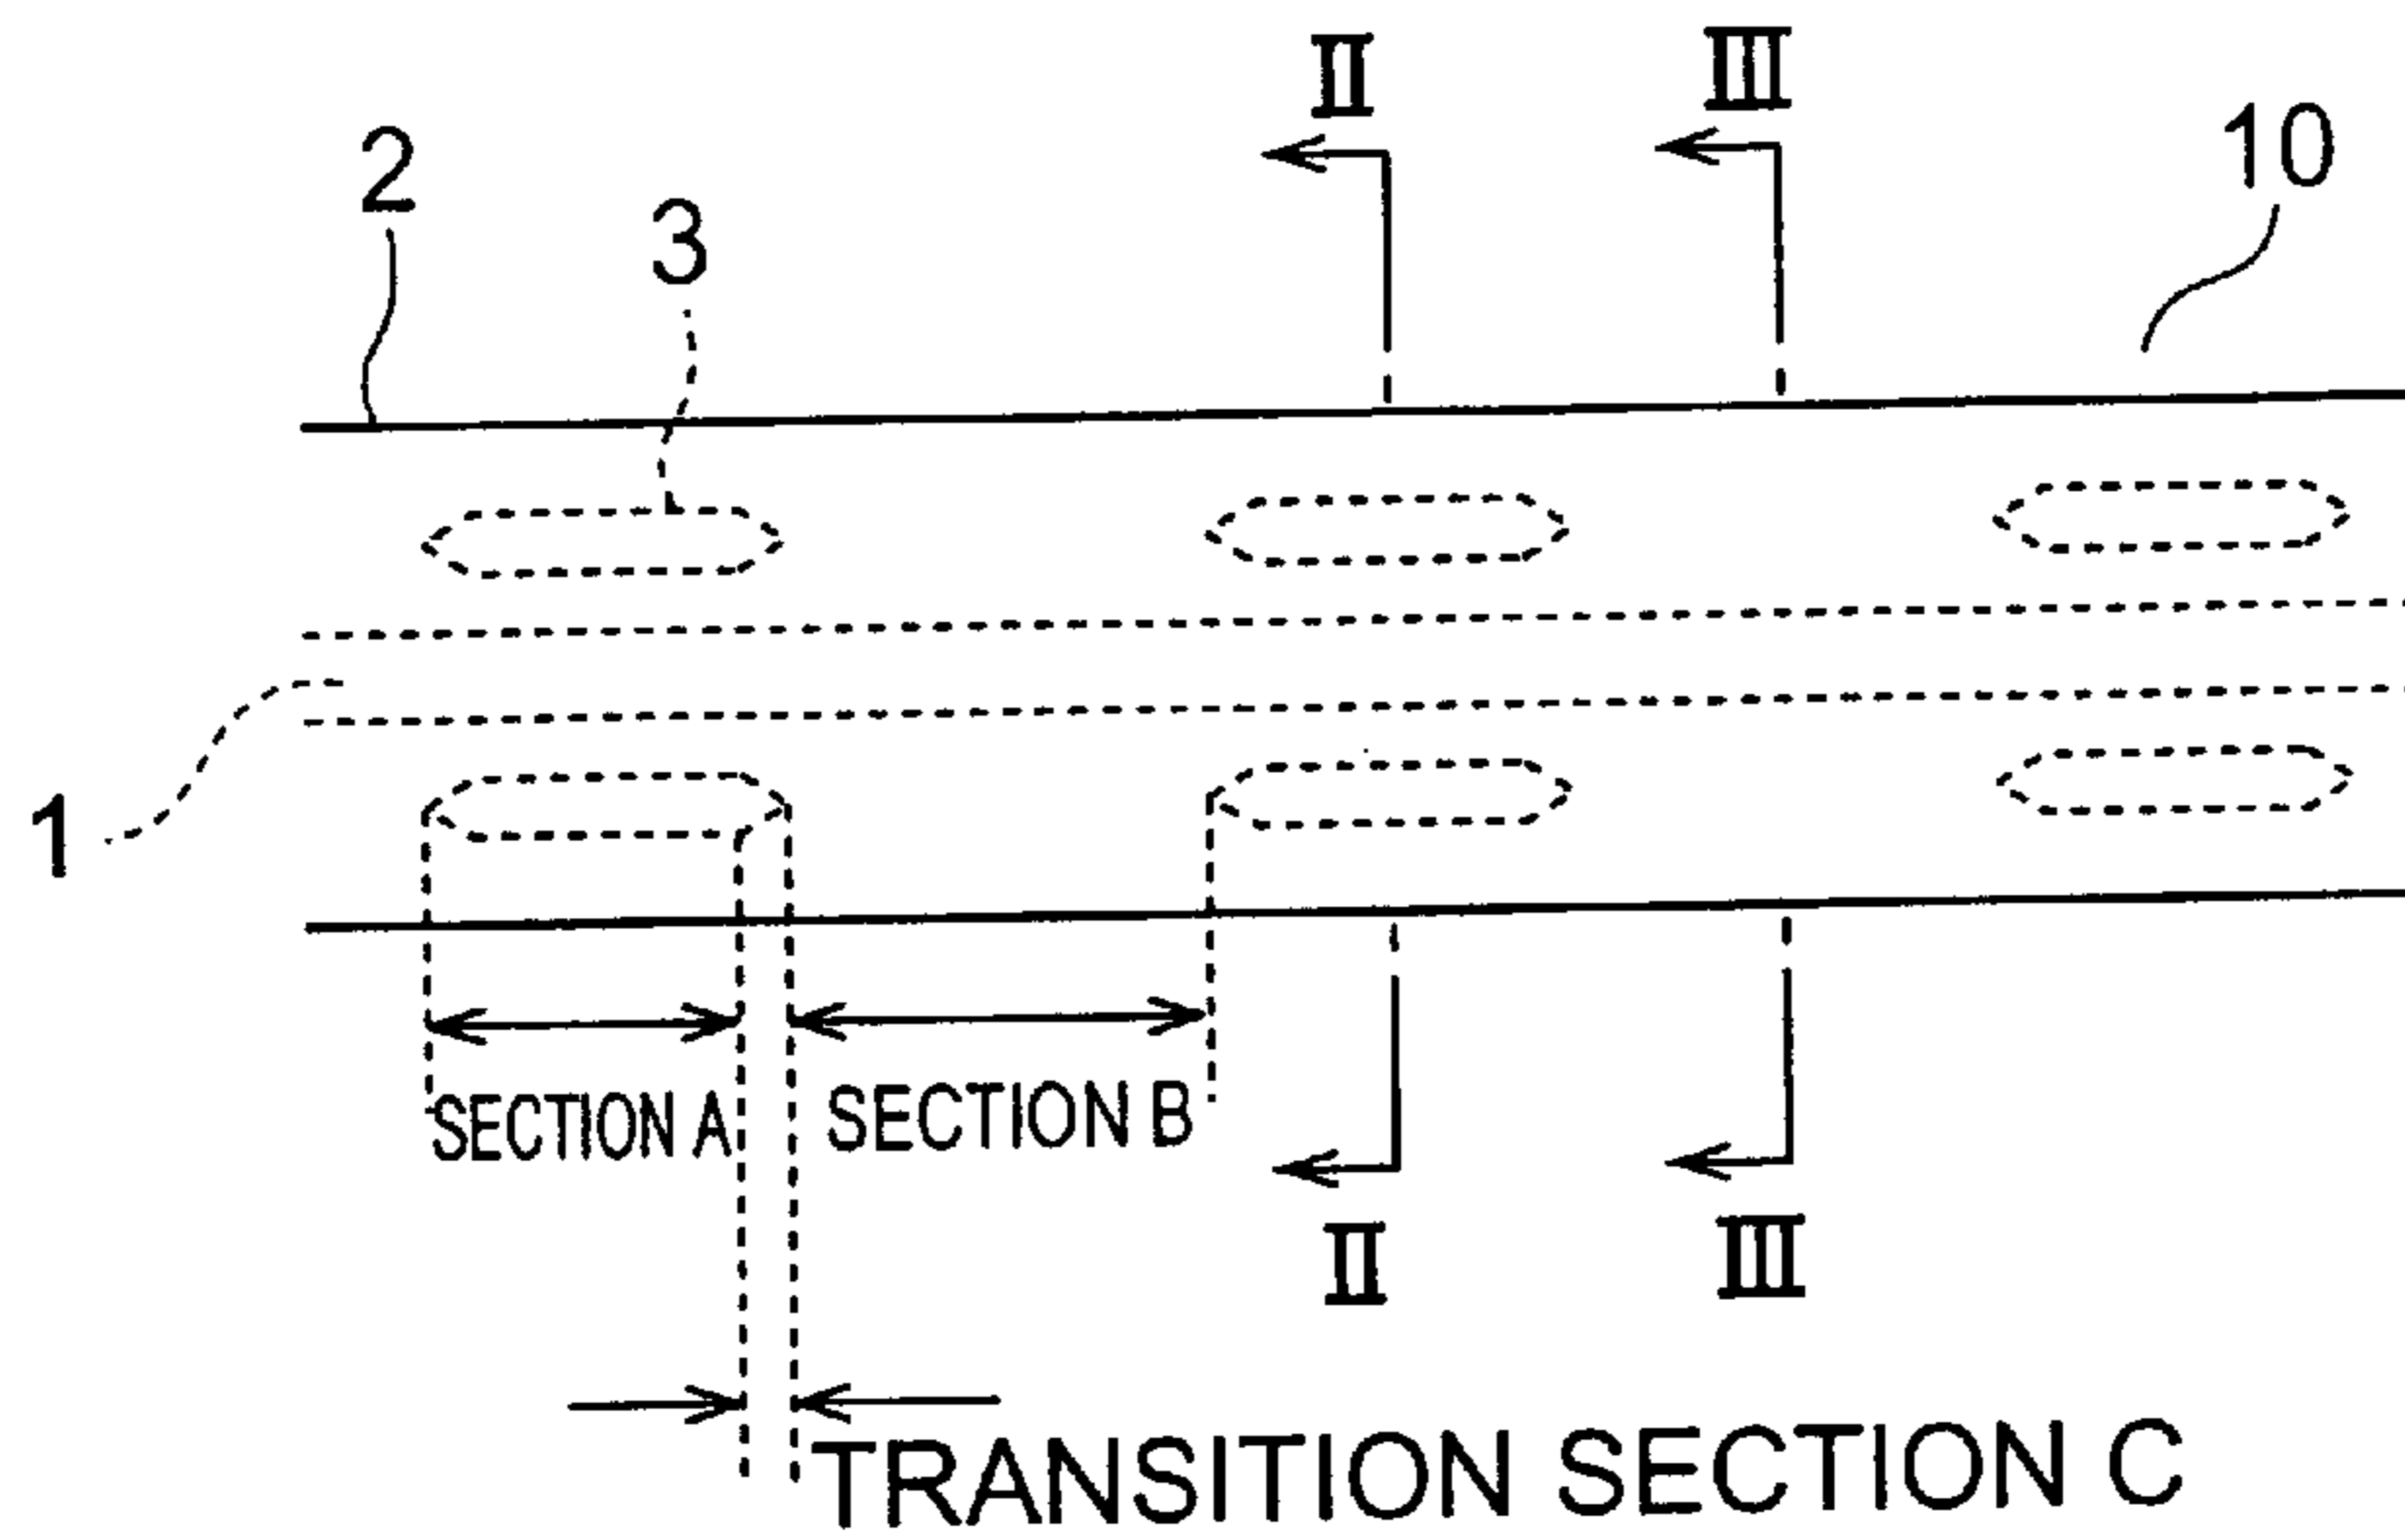 II III
2 3 10
1
SECTION A SECTION B
II III
TRANSITION SECTION C